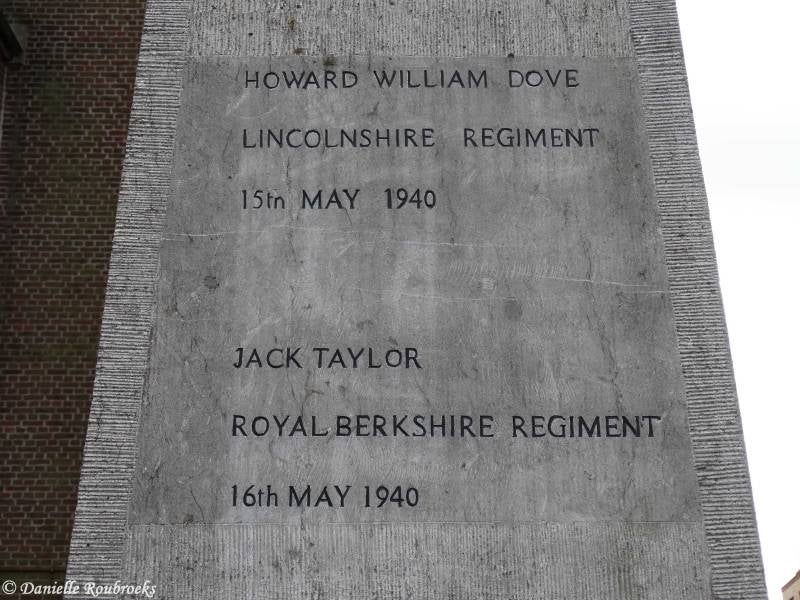 HOWARD WILLIAM DOVE
LINCOLNSHIRE REGIMENT
15th MAY 1940
JACK TAYLOR
ROYAL BERKSHIRE REGIMENT
16th MAY 1940
© Danielle Roubroeks